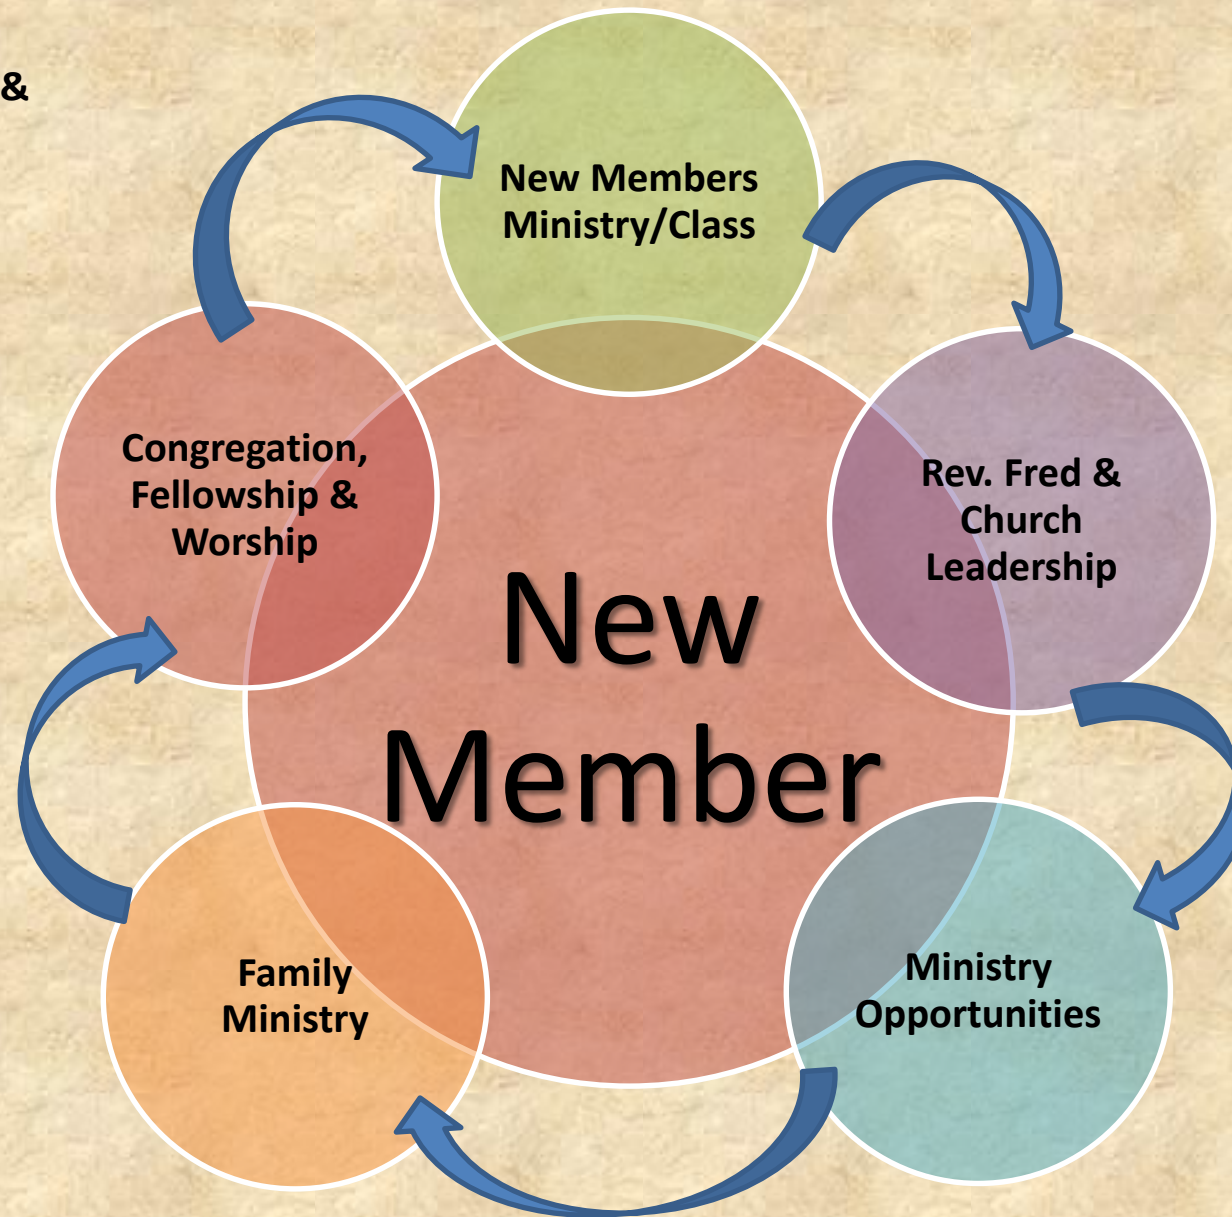 &
New Members
Ministry/Class
Congregation,
Fellowship &
Worship
Rev. Fred &
Church
Leadership
New
Member
Family
Ministry
Ministry
Opportunities